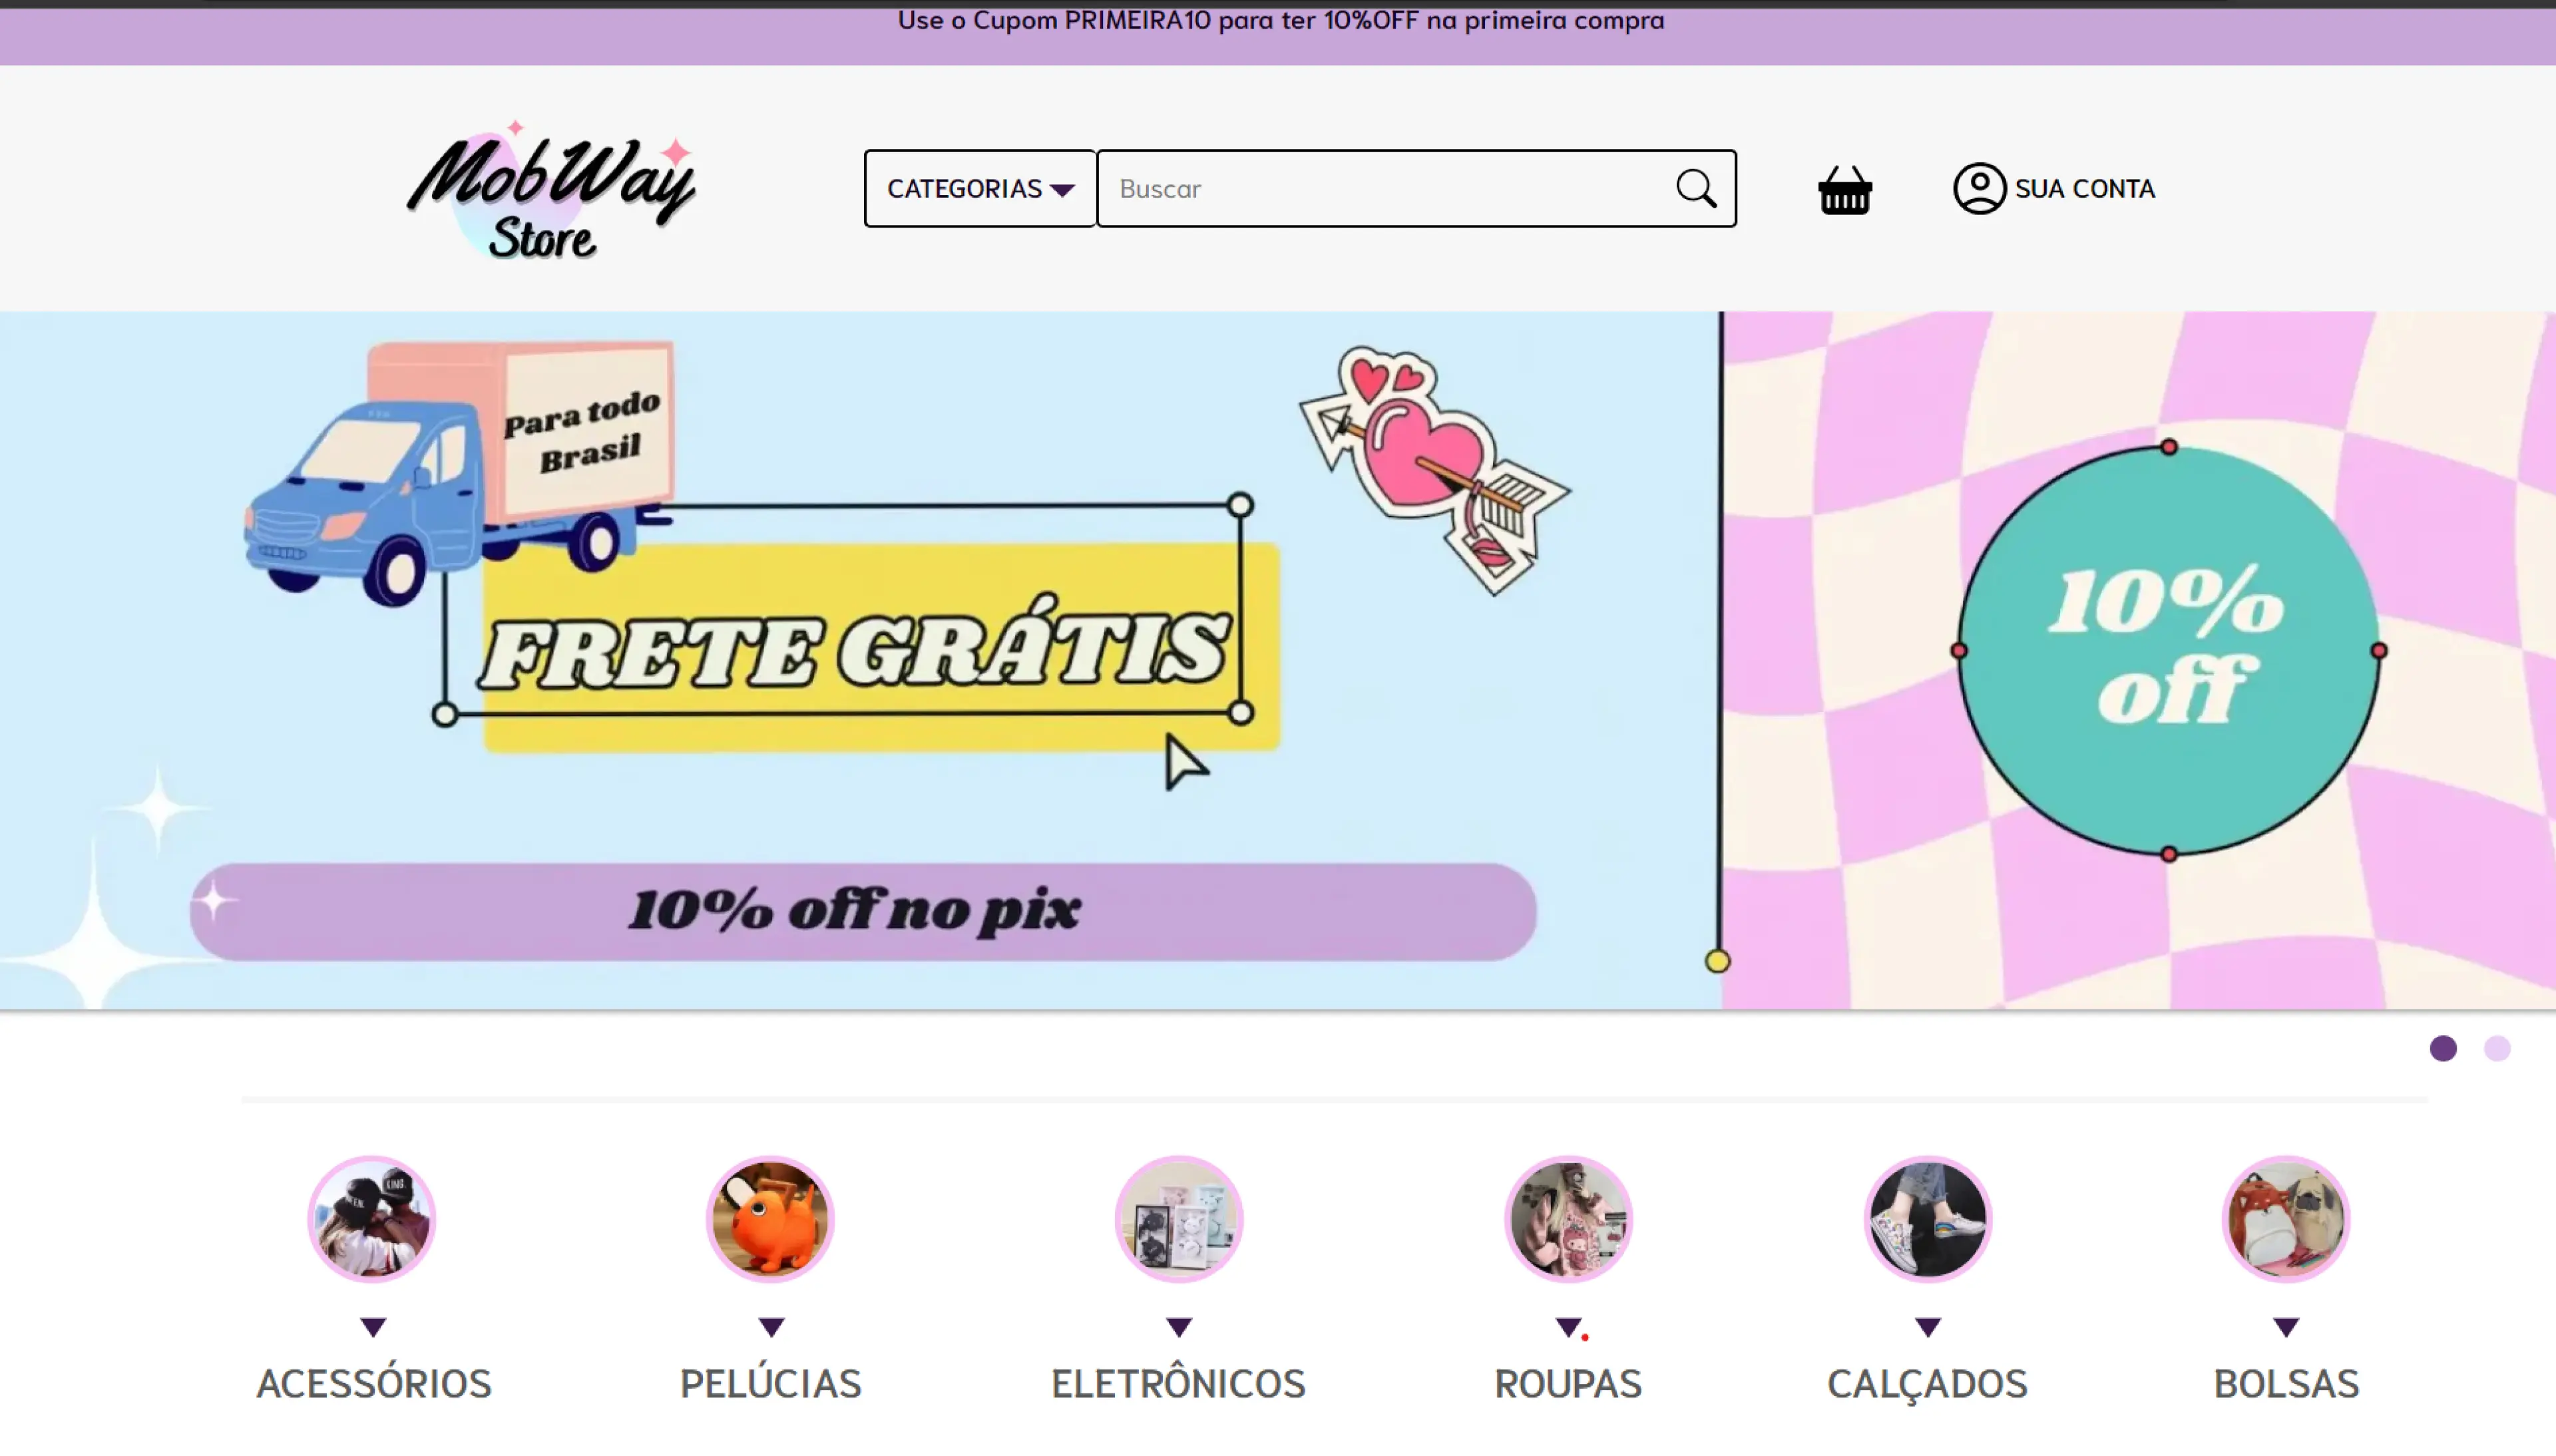 Use o Cupom PRIMEIRA10 para ter 10%OFF na primeira compra
MobWay
Store
CATEGORIAS
Buscar
SUA CONTA
Para todo
Brasil
FRETE GRÁTIS
10%
off
10% off no pix
KING
ACESSÓRIOS
PELÚCIAS
ELETRÔNICOS
ROUPAS
CALÇADOS
BOLSAS